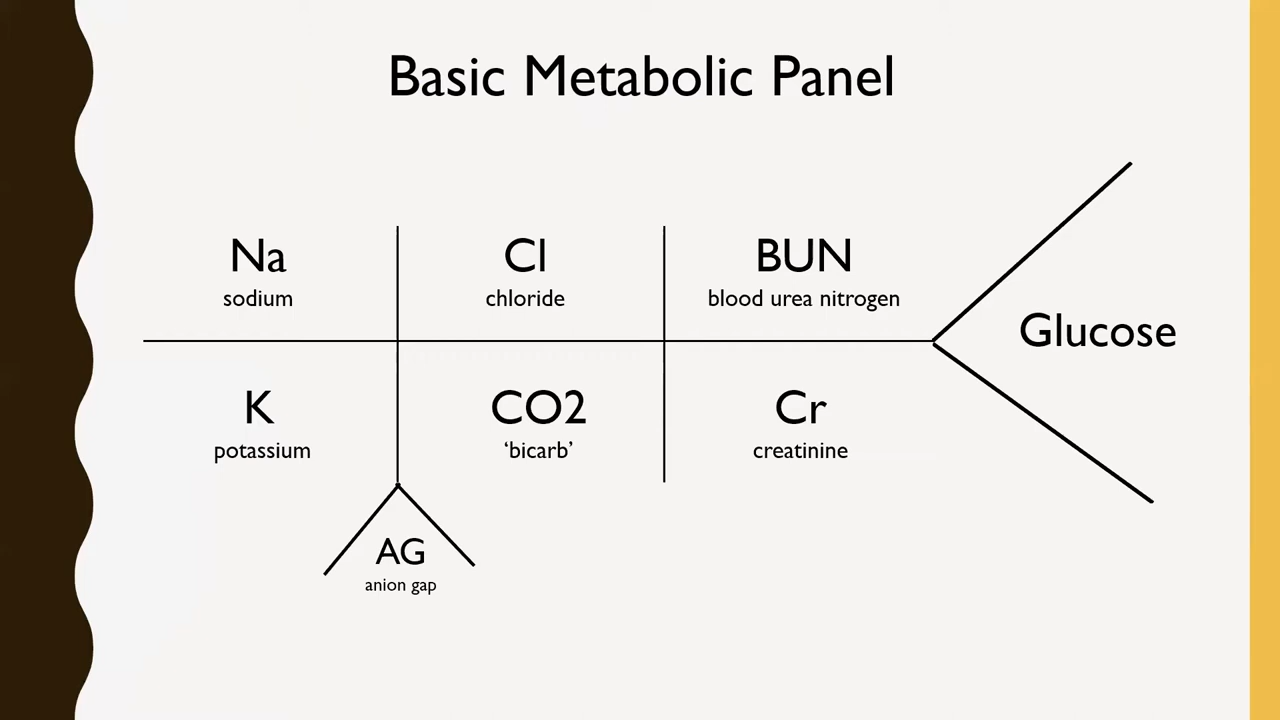 Basic Metabolic Panel
Na
sodium
Cl
chloride
BUN
blood urea nitrogen
Glucose
K
potassium
CO2
‘bicarb’
Cr
creatinine
AG
anion gap